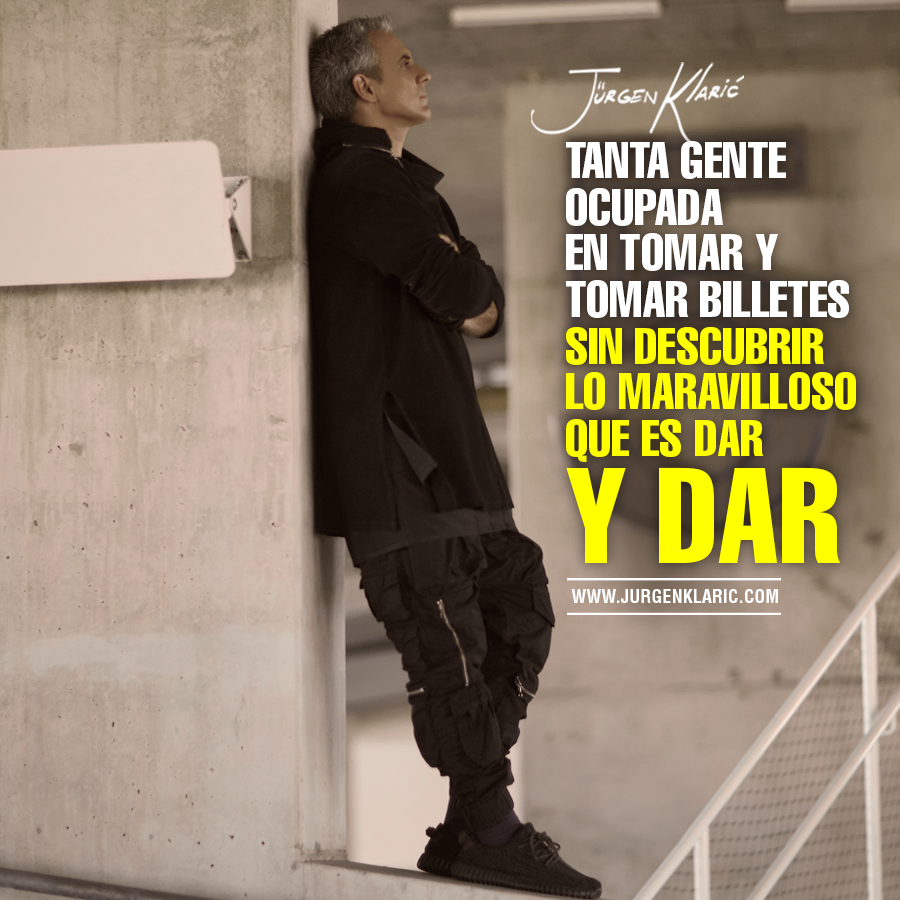 JÜRGEN KLARIĆ
TANTA GENTE
OCUPADA
EN TOMAR Y
TOMAR BILLETES
SIN DESCUBRIR
LO MARAVILLOSO
QUE ES DAR
Y DAR
WWW.JURGENKLARIC.COM